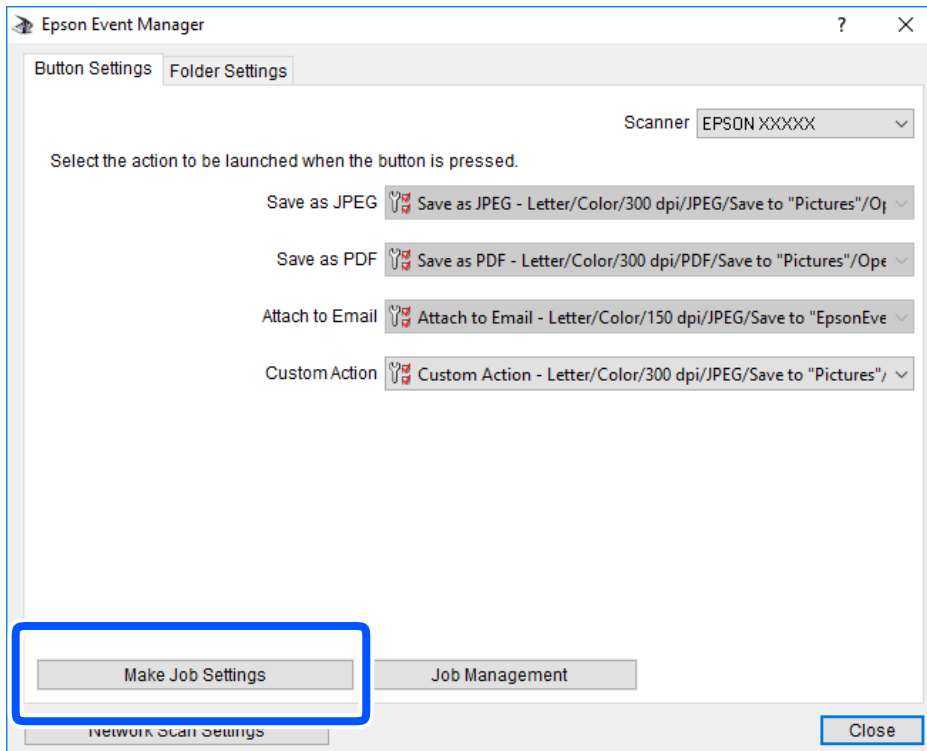 Epson Event Manager ?
Button Settings Folder Settings
Scanner EPSON XXXXX
Select the action to be launched when the button is pressed.
Save as JPEG Save as JPEG - Letter/Color/300 dpi/JPEG/Save to "Pictures"/Op
Save as PDF Save as PDF - Letter/Color/300 dpi/PDF/Save to "Pictures"/Ope
Attach to Email Attach to Email - Letter/Color/150 dpi/JPEG/Save to "EpsonEve
Custom Action Custom Action - Letter/Color/300 dpi/JPEG/Save to "Pictures"/
Make Job Settings Job Management
Network Scan Settings Close